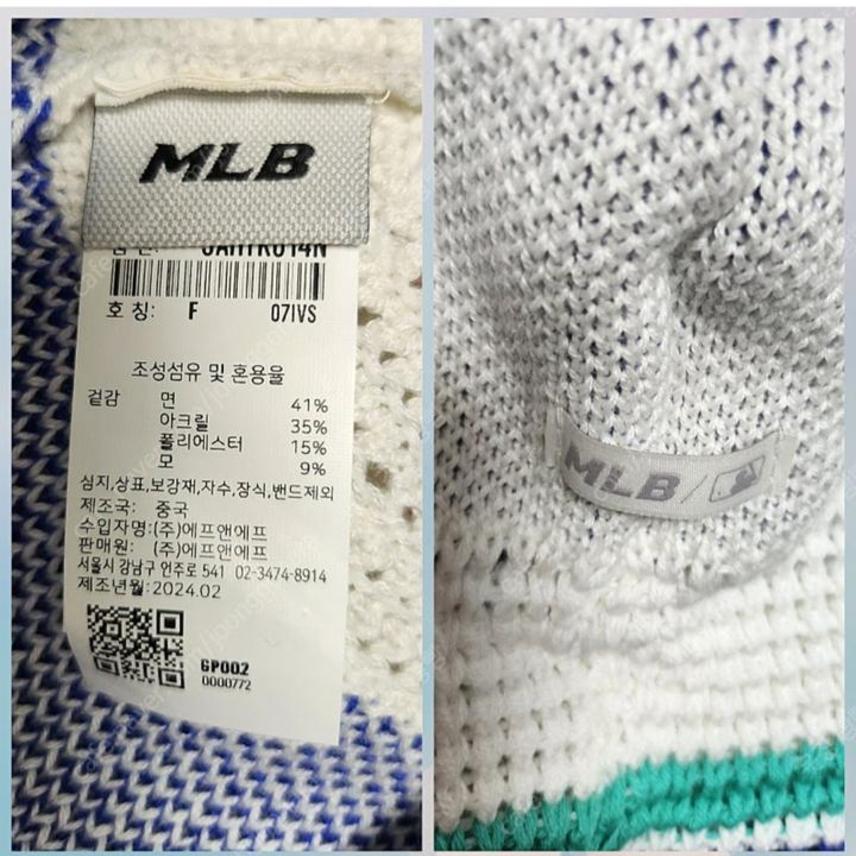 MLB
호 칭: F 07IVS
조성섬유 및 혼용율
겉감 면 41%
아크릴 35%
폴리에스터 15%
모 9%
심지,상표,보강재,자수,장식,밴드제외
제조국: 중국
수입자명:(주)에프앤에프
판매원: (주)에프앤에프
서울시 강남구 언주로 541 02-3474-8914
제조년월:2024.02
GP002
0000772
MLB/